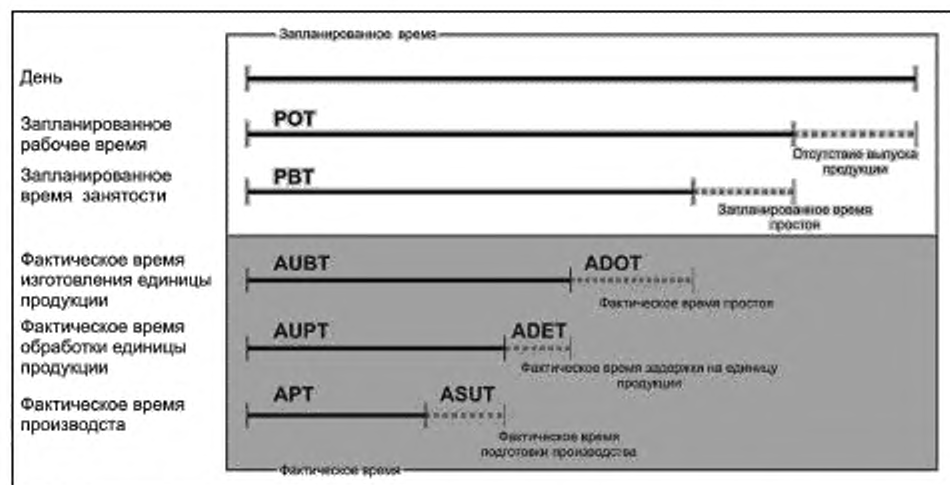 Запланированное время
День
Запланированное
рабочее время
POT
Отсутствие выпуска
продукции
Запланированное
время занятости
PBT
Запланированное время
простоя
Фактическое время
изготовления единицы
продукции
AUBT
ADOT
Фактическое время простоя
Фактическое время
обработки единицы
продукции
AUPT
ADET
Фактическое время задержки на единицу
продукции
Фактическое время
производста
APT
ASUT
Фактическое время
подготовки производства
Фактическое время